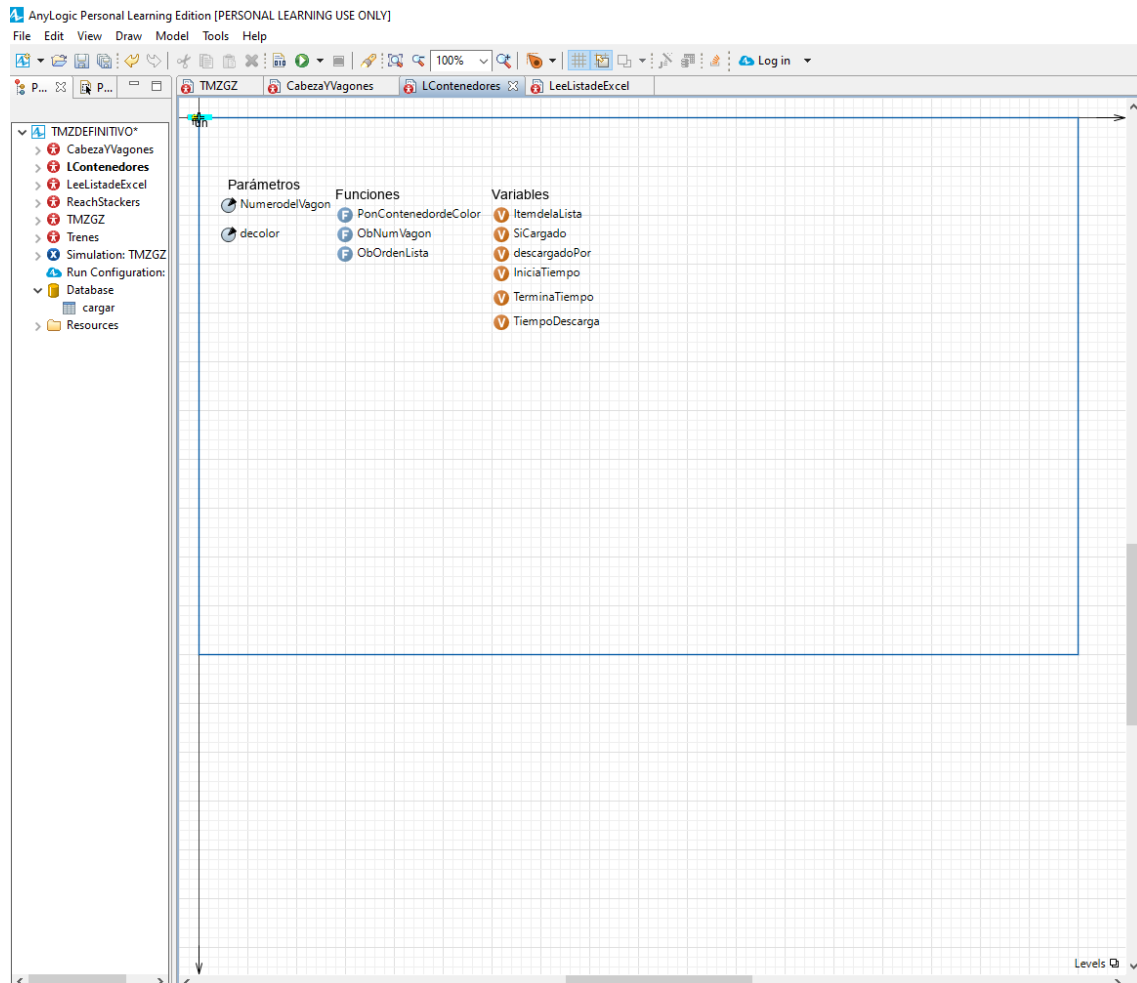 AnyLogic Personal Learning Edition [PERSONAL LEARNING USE ONLY]
File Edit View Draw Model Tools Help
100% Log in
P... P... TMZGZ CabezaYVagones LContenedores LeeListadeExcel
TMZDEFINITIVO*
CabezaYVagones
LContenedores
LeeListadeExcel
ReachStackers
TMZGZ
Trenes
Simulation: TMZGZ
Run Configuration:
Database
cargar
Resources
Parámetros
NumerodelVagon
decolor
Funciones
PonContenedordeColor
ObNumVagon
ObOrdenLista
Variables
ItemdelaLista
SiCargado
descargadoPor
IniciaTiempo
TerminaTiempo
TiempoDescarga
Levels